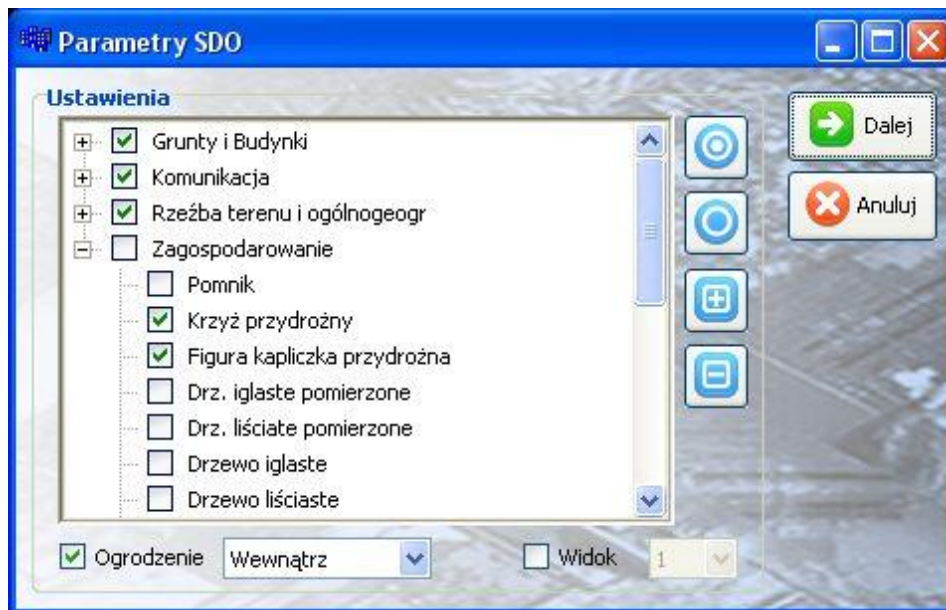 Parametry SDO
Ustawienia
Grunty i Budynki
Komunikacja
Rzeźba terenu i ogólnogeogr
Zagospodarowanie
Pomnik
Krzyż przydrożny
Figura kapliczka przydrożna
Drz. iglaste pomierzone
Drz. liściate pomierzone
Drzewo iglaste
Drzewo liściaste
Dalej
Anuluj
Ogrodzenie Wewnątrz Widok 1